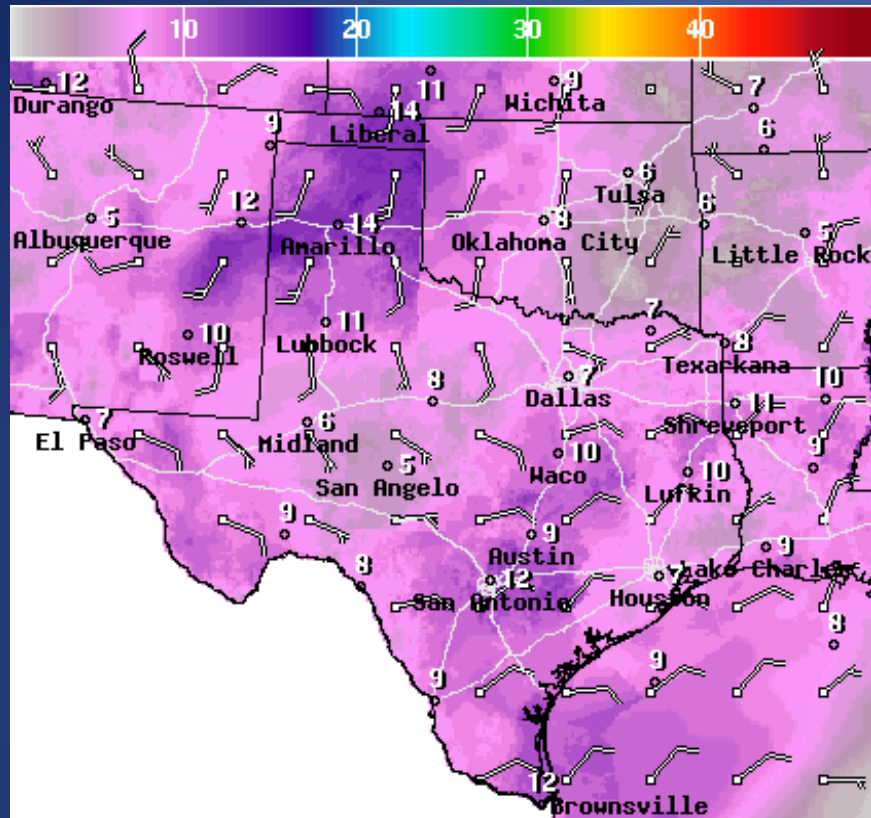 10 20 30 40
12 11 9 7
Durango Wichita
14
Liberal
9 6
6
Tulsa
12 14 8 6 5
5
Albuquerque Amarillo Oklahoma City Little Rock
10 11 7 8
Roswell Lubbock Texarkana
8 7 11 10
Dallas
7 6 Shreveport
El Paso Midland
5 10 10 9
San Angelo Waco Lufkin
9 9 9
Austin Lake Charles
8 12 7
San Antonio Houston
8
9 9
12
Brownsville